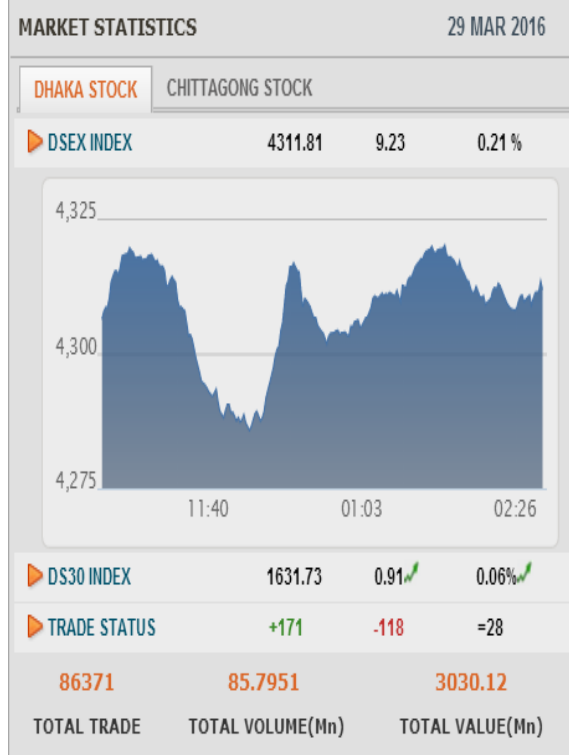 MARKET STATISTICS 29 MAR 2016
DHAKA STOCK CHITTAGONG STOCK
DSEX INDEX 4311.81 9.23 0.21 %
4,325
4,300
4,275
11:40 01:03 02:26
DS30 INDEX 1631.73 0.91 0.06%
TRADE STATUS +171 -118 =28
86371 85.7951 3030.12
TOTAL TRADE TOTAL VOLUME(Mn) TOTAL VALUE(Mn)